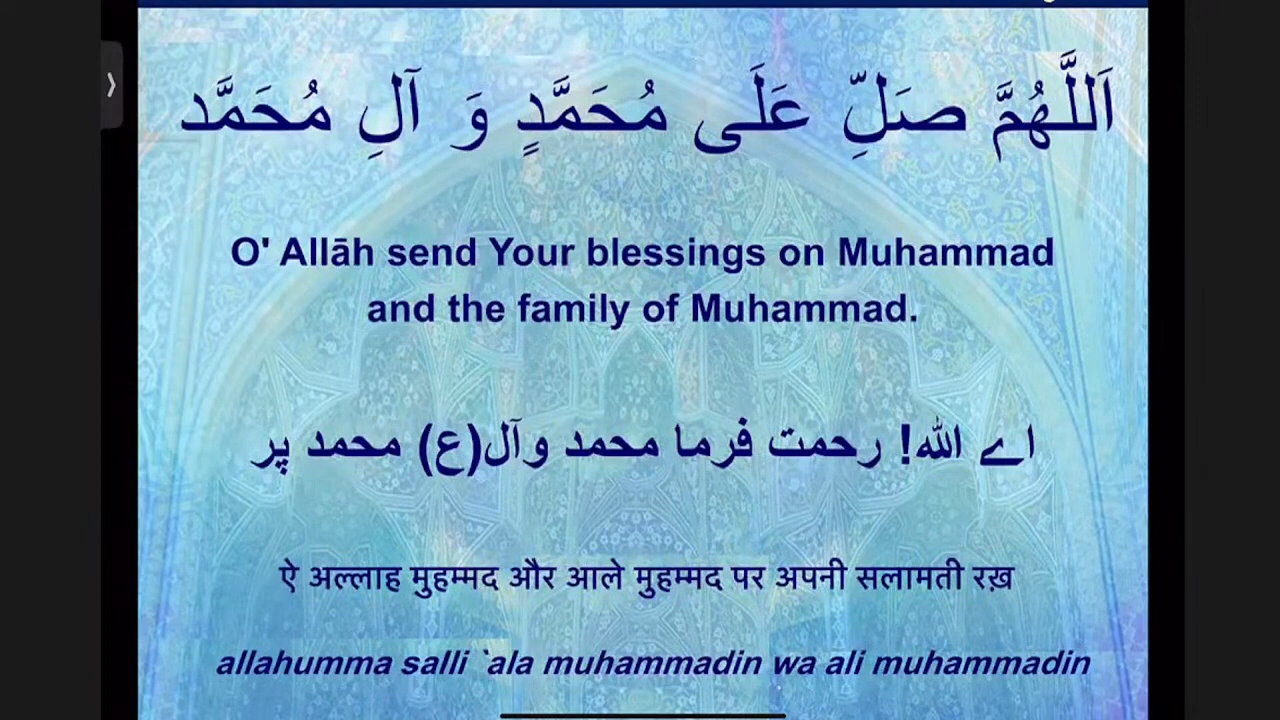 اَللَّهُمَّ صَلِّ عَلَى مُحَمَّدٍ وَ آلِ مُحَمَّد
O' Allāh send Your blessings on Muhammad
and the family of Muhammad.
اے الله! رحمت فرما محمد وآل(ع) محمد پر
ऐ अल्लाह मुहम्मद और आले मुहम्मद पर अपनी सलामती रख़
allahumma salli `ala muhammadin wa ali muhammadin